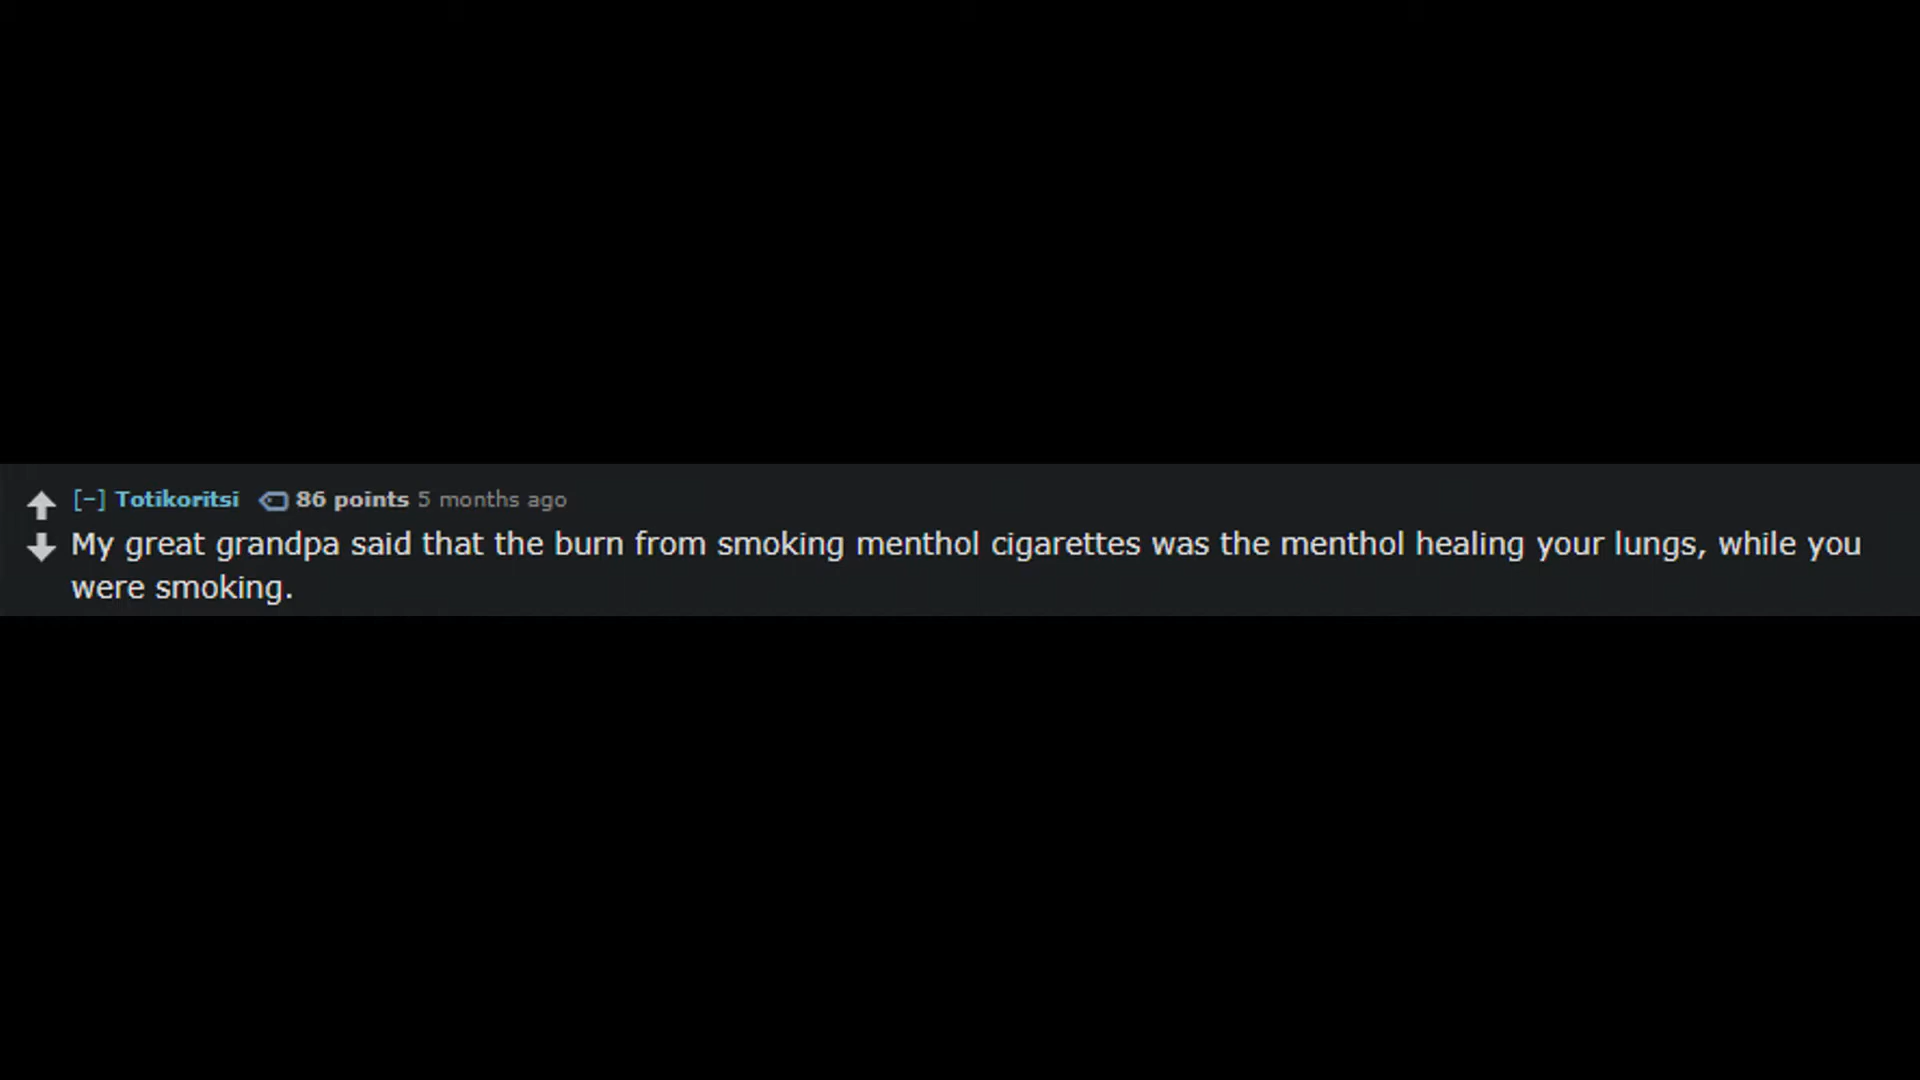 [-] Totikoritsi 86 points 5 months ago
My great grandpa said that the burn from smoking menthol cigarettes was the menthol healing your lungs, while you
were smoking.